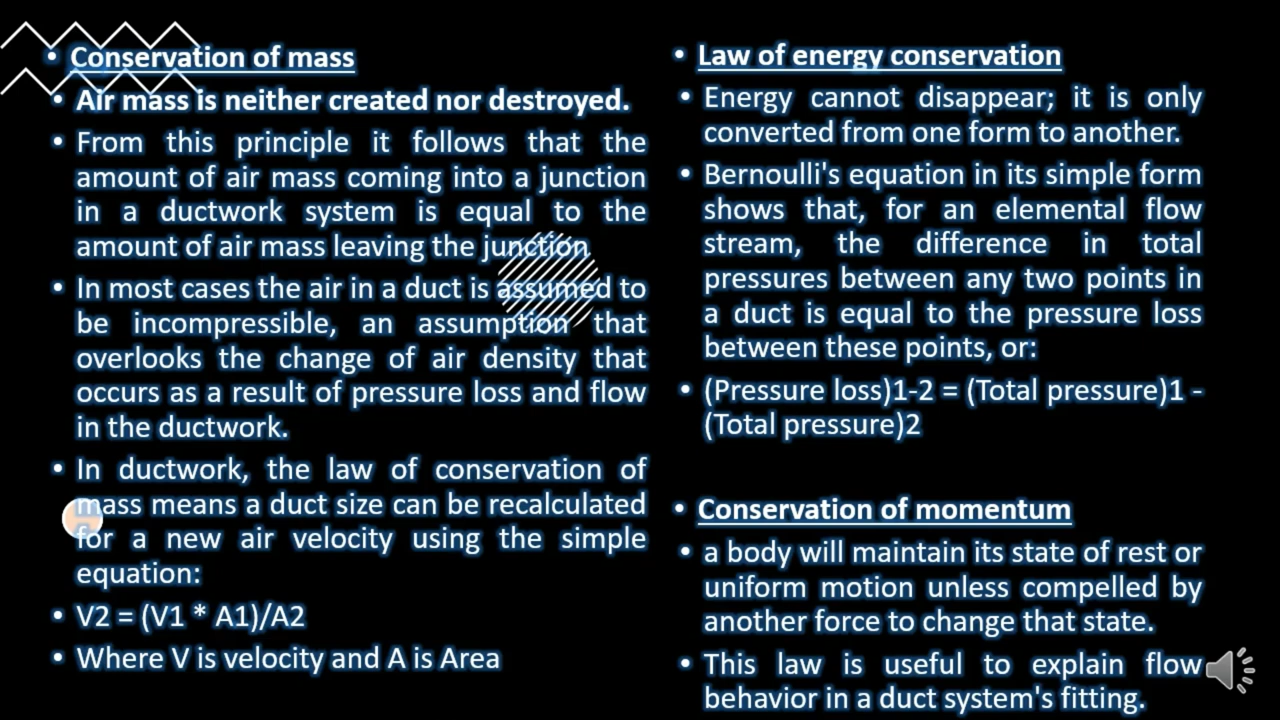 • Conservation of mass
• Air mass is neither created nor destroyed.
• From this principle it follows that the
amount of air mass coming into a junction
in a ductwork system is equal to the
amount of air mass leaving the junction
• In most cases the air in a duct is assumed to
be incompressible, an assumption that
overlooks the change of air density that
occurs as a result of pressure loss and flow
in the ductwork.
• In ductwork, the law of conservation of
mass means a duct size can be recalculated
for a new air velocity using the simple
equation:
• V2 = (V1 * A1)/A2
• Where V is velocity and A is Area
• Law of energy conservation
• Energy cannot disappear; it is only
converted from one form to another.
• Bernoulli's equation in its simple form
shows that, for an elemental flow
stream, the difference in total
pressures between any two points in
a duct is equal to the pressure loss
between these points, or:
• (Pressure loss)1-2 = (Total pressure)1 -
(Total pressure)2
• Conservation of momentum
• a body will maintain its state of rest or
uniform motion unless compelled by
another force to change that state.
• This law is useful to explain flow
behavior in a duct system's fitting.